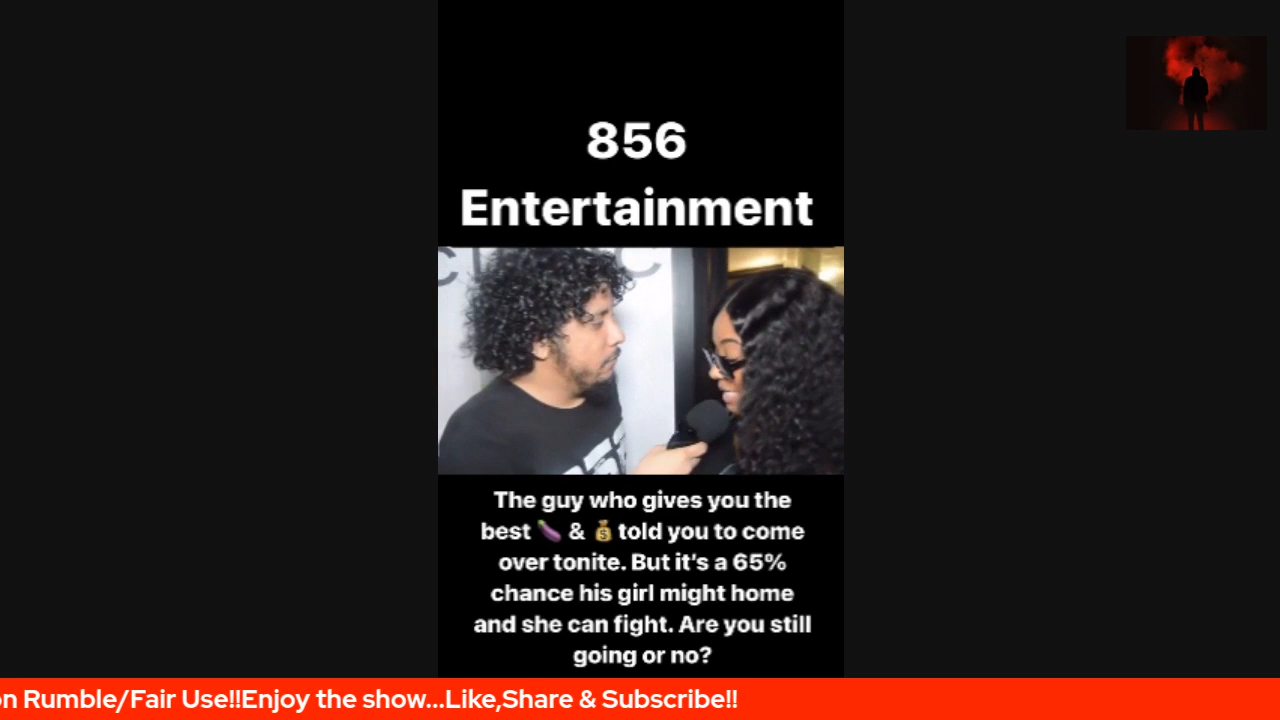 856
Entertainment
The guy who gives you the
best 🍆 & 💰 told you to come
over tonite. But it's a 65%
chance his girl might home
and she can fight. Are you still
going or no?
on Rumble/Fair Use!!Enjoy the show...Like,Share & Subscribe!!